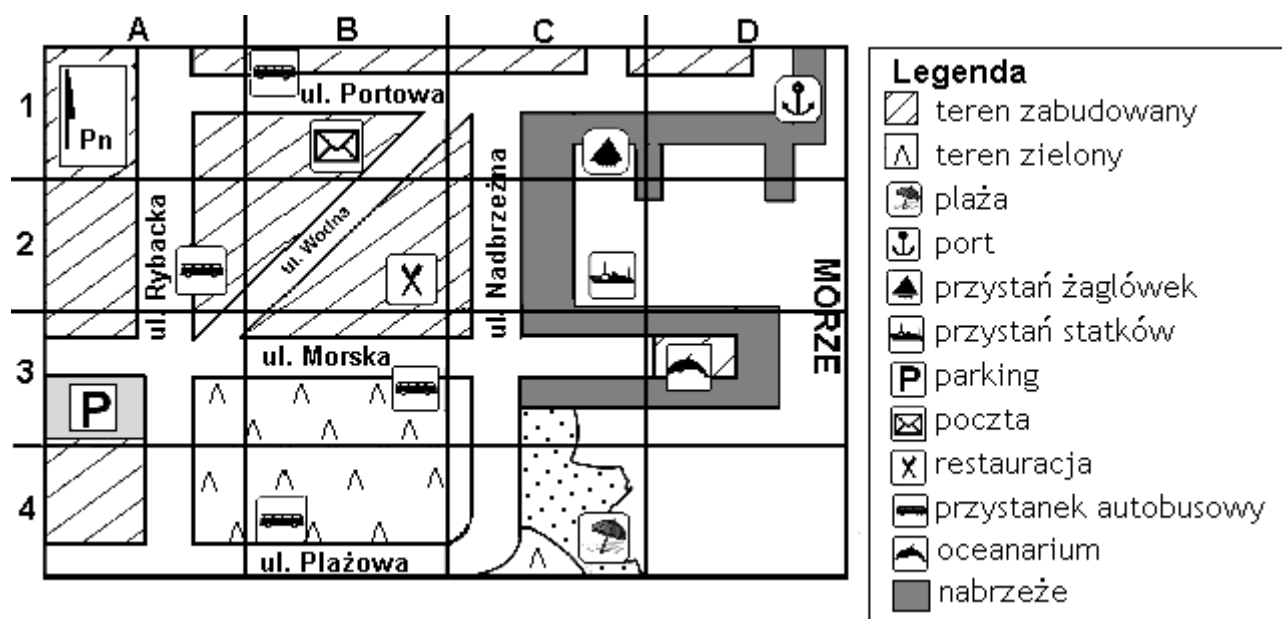 A B C D
1
2
3
4
Pn
ul. Portowa
ul. Rybacka
ul. Wodna
ul. Nadbrzeżna
MORZE
ul. Morska
P
ul. Plażowa
Legenda
teren zabudowany
teren zielony
plaża
port
przystań żaglówek
przystań statków
P parking
poczta
restauracja
przystanek autobusowy
oceanarium
nabrzeże